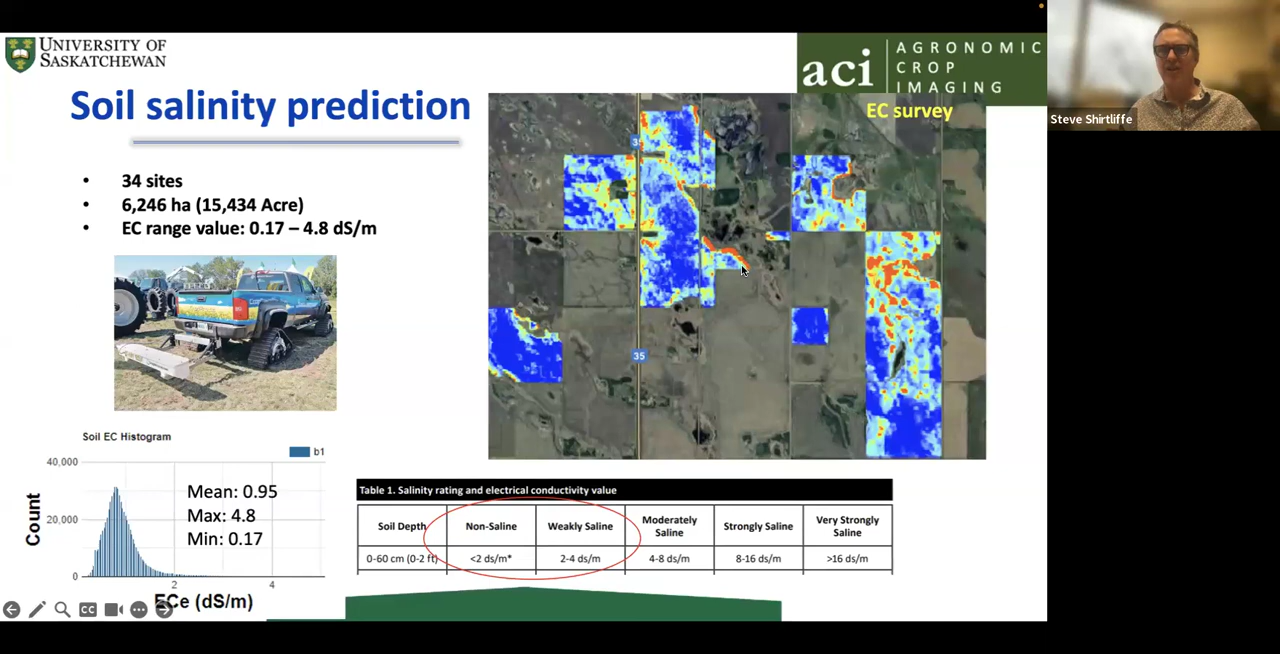 UNIVERSITY OF
SASKATCHEWAN
aci
AGRONOMIC
CROP
IMAGING
Soil salinity prediction
EC survey
Steve Shirtliffe
• 34 sites
• 6,246 ha (15,434 Acre)
• EC range value: 0.17 – 4.8 dS/m
35
Soil EC Histogram
b1
40,000
20,000
0
Count
Mean: 0.95
Max: 4.8
Min: 0.17
2
4
ECe (dS/m)
CC
Table 1. Salinity rating and electrical conductivity value
Soil Depth Non-Saline Weakly Saline Moderately Saline Strongly Saline Very Strongly Saline
0-60 cm (0-2 ft) <2 ds/m* 2-4 ds/m 4-8 ds/m 8-16 ds/m >16 ds/m